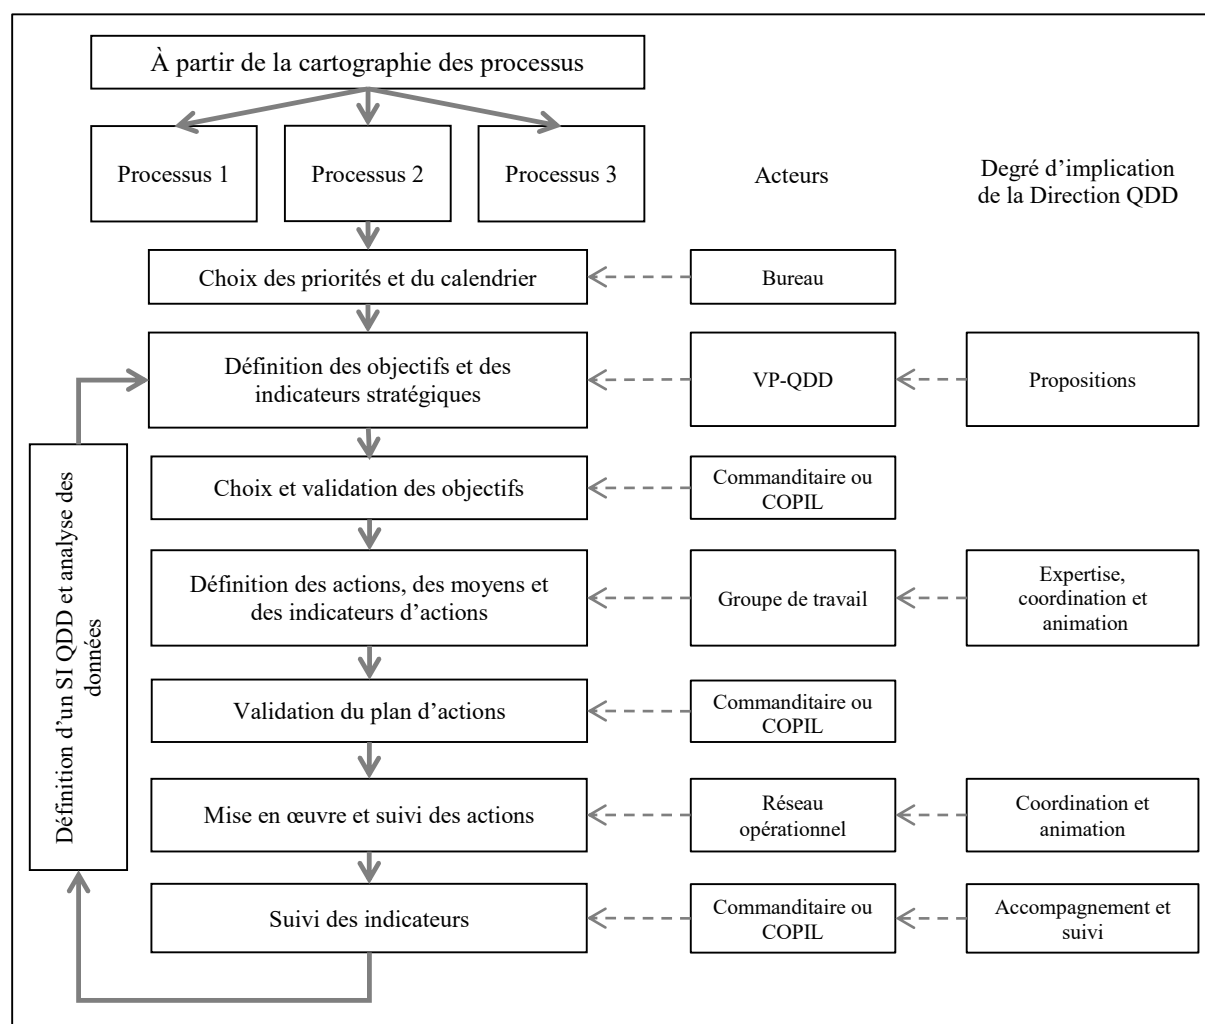 À partir de la cartographie des processus
Processus 1
Processus 2
Processus 3
Acteurs
Degré d’implication
de la Direction QDD
Choix des priorités et du calendrier
Bureau
Définition des objectifs et des
indicateurs stratégiques
VP-QDD
Propositions
Choix et validation des objectifs
Commanditaire ou
COPIL
Définition des actions, des moyens et
des indicateurs d’actions
Groupe de travail
Expertise,
coordination et
animation
Validation du plan d’actions
Commanditaire ou
COPIL
Mise en œuvre et suivi des actions
Réseau
opérationnel
Coordination et
animation
Suivi des indicateurs
Commanditaire ou
COPIL
Accompagnement et
suivi
Définition d’un SI QDD et analyse des
données